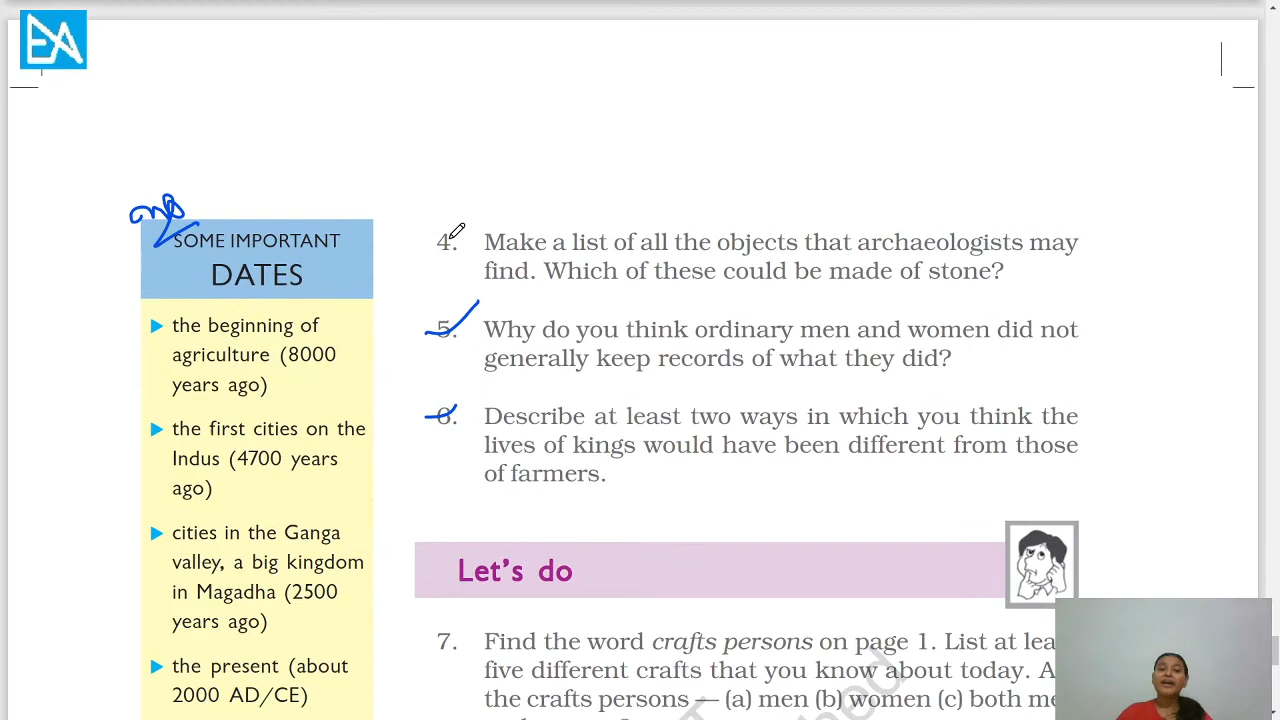 EA
SOME IMPORTANT
DATES
the beginning of
agriculture (8000
years ago)
the first cities on the
Indus (4700 years
ago)
cities in the Ganga
valley, a big kingdom
in Magadha (2500
years ago)
the present (about
2000 AD/CE)
4. Make a list of all the objects that archaeologists may
find. Which of these could be made of stone?
5. Why do you think ordinary men and women did not
generally keep records of what they did?
6. Describe at least two ways in which you think the
lives of kings would have been different from those
of farmers.
Let's do
7. Find the word crafts persons on page 1. List at
five different crafts that you know about today.
the crafts persons — (a) men (b) women (c) both